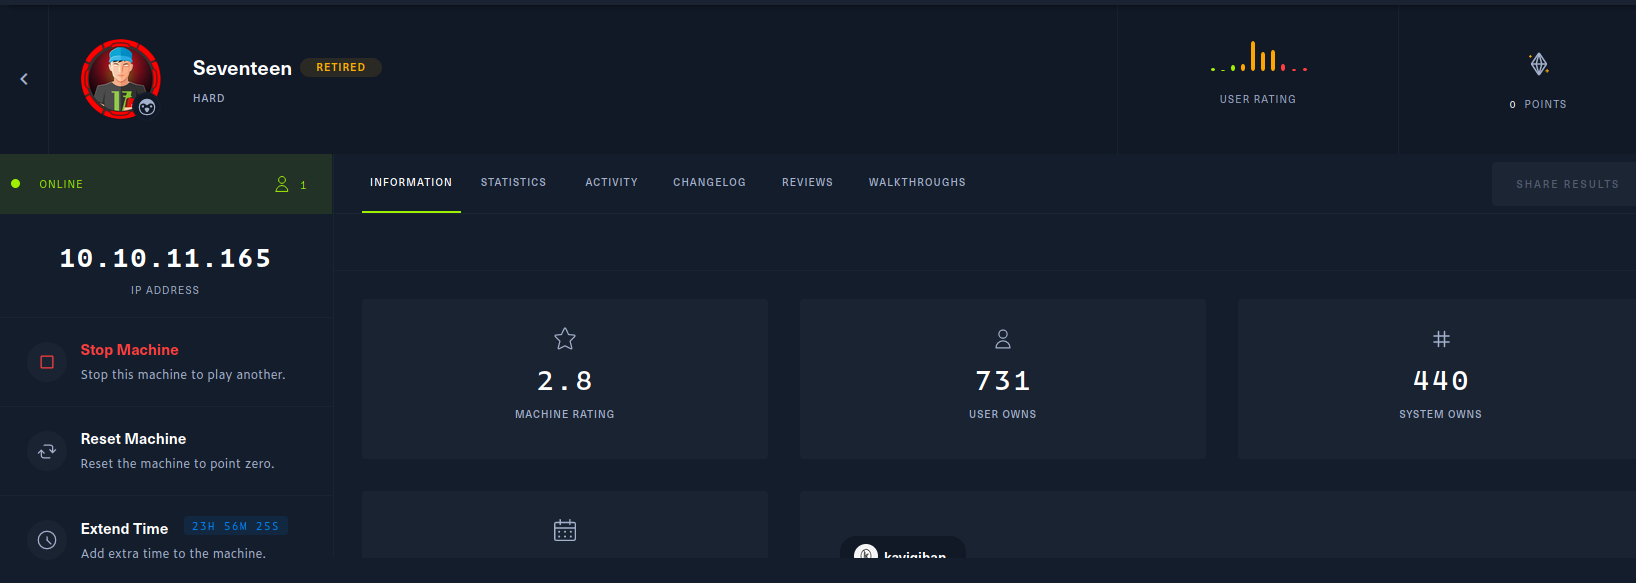 Seventeen RETIRED
HARD
USER RATING
0 POINTS
ONLINE
1
INFORMATION STATISTICS ACTIVITY CHANGELOG REVIEWS WALKTHROUGHS
SHARE RESULTS
10.10.11.165
IP ADDRESS
Stop Machine
Stop this machine to play another.
2.8
MACHINE RATING
731
USER OWNS
440
SYSTEM OWNS
Reset Machine
Reset the machine to point zero.
Extend Time 23H 56M 25S
Add extra time to the machine.
17